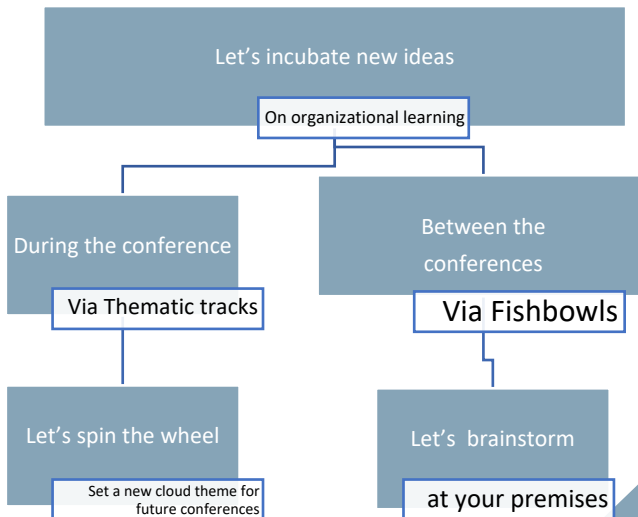 Let’s incubate new ideas
On organizational learning
During the conference
Via Thematic tracks
Between the
conferences
Via Fishbowls
Let’s spin the wheel
Set a new cloud theme for
future conferences
Let’s  brainstorm
at your premises